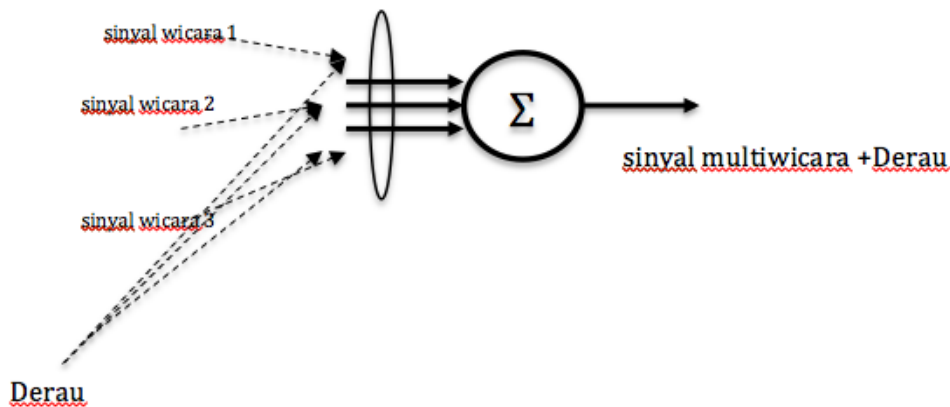 sinyal wicara 1
sinyal wicara 2
Σ
sinyal multiwicara +Derau
sinyal wicara 3
Derau